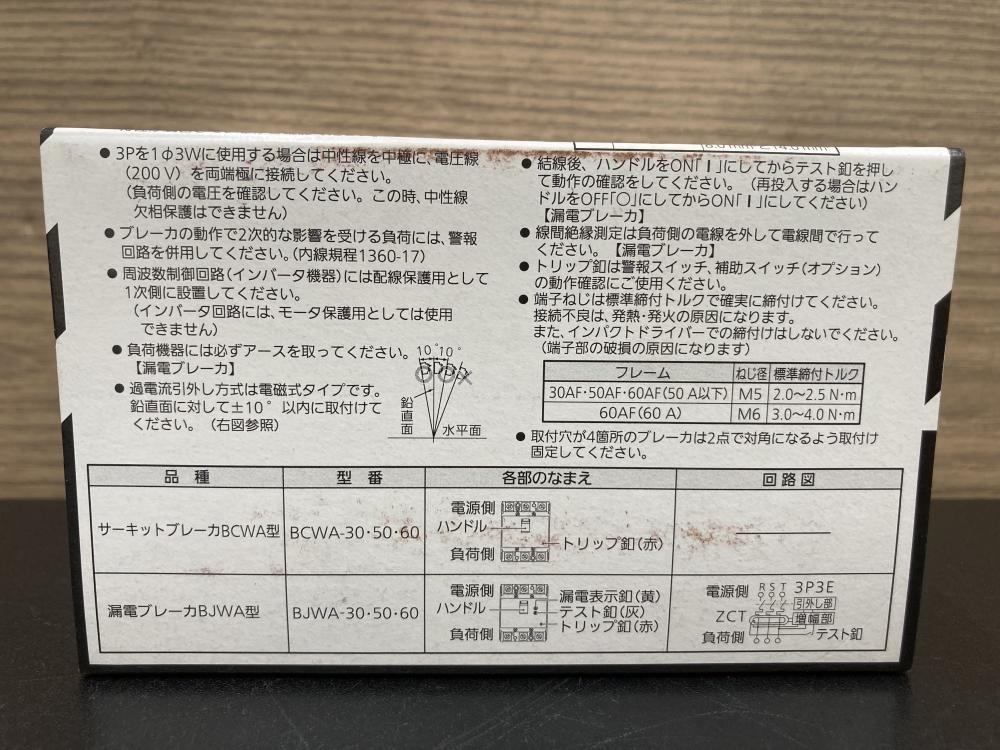 ●3Pを1φ3Wに使用する場合は中性線を中極に、電圧線
(200 V) を両端極に接続してください。
(負荷側の電圧を確認してください。この時、中性線
欠相保護はできません)
●ブレーカの動作で2次的な影響を受ける負荷には、警報
回路を併用してください。(内線規程1360-17)
●周波数制御回路(インバータ機器)には配線保護用として
1次側に設置してください。
(インバータ回路には、モータ保護用としては使用
できません)
●負荷機器には必ずアースを取ってください。
【漏電ブレーカ】
●過電流引外し方式は電磁式タイプです。
鉛直面に対して±10°以内に取付けて
ください。(右図参照)
10°10°
鉛直面
水平面
●結線後、ハンドルをON「I」にしてからテスト釦を押し
て動作の確認をしてください。(再投入する場合はハン
ドルをOFF「○」にしてからON「I」にしてください)
【漏電ブレーカ】
●線間絶縁測定は負荷側の電線を外して電線間で行って
ください。【漏電ブレーカ】
●トリップ釦は警報スイッチ、補助スイッチ(オプション)
の動作確認にご使用ください。
●端子ねじは標準締付トルクで確実に締付けてください。
接続不良は、発熱・発火の原因になります。
また、インパクトドライバーでの締付けはしないでください。
(端子部の破損の原因になります)
フレーム ねじ径 標準締付トルク
30AF・50AF・60AF(50 A以下) M5 2.0〜2.5 N・m
60AF(60 A) M6 3.0〜4.0 N・m
●取付穴が4箇所のブレーカは2点で対角になるよう取付け
固定してください。
品種 型番 各部のなまえ 回路図
サーキットブレーカBCWA型 BCWA-30・50・60
電源側
ハンドル
トリップ釦(赤)
負荷側
漏電ブレーカBJWA型 BJWA-30・50・60
電源側
漏電表示釦(黄)
ハンドル
テスト釦(灰)
トリップ釦(赤)
負荷側
電源側 R S T 3P3E
引外し部
ZCT 増幅部
負荷側 テスト釦